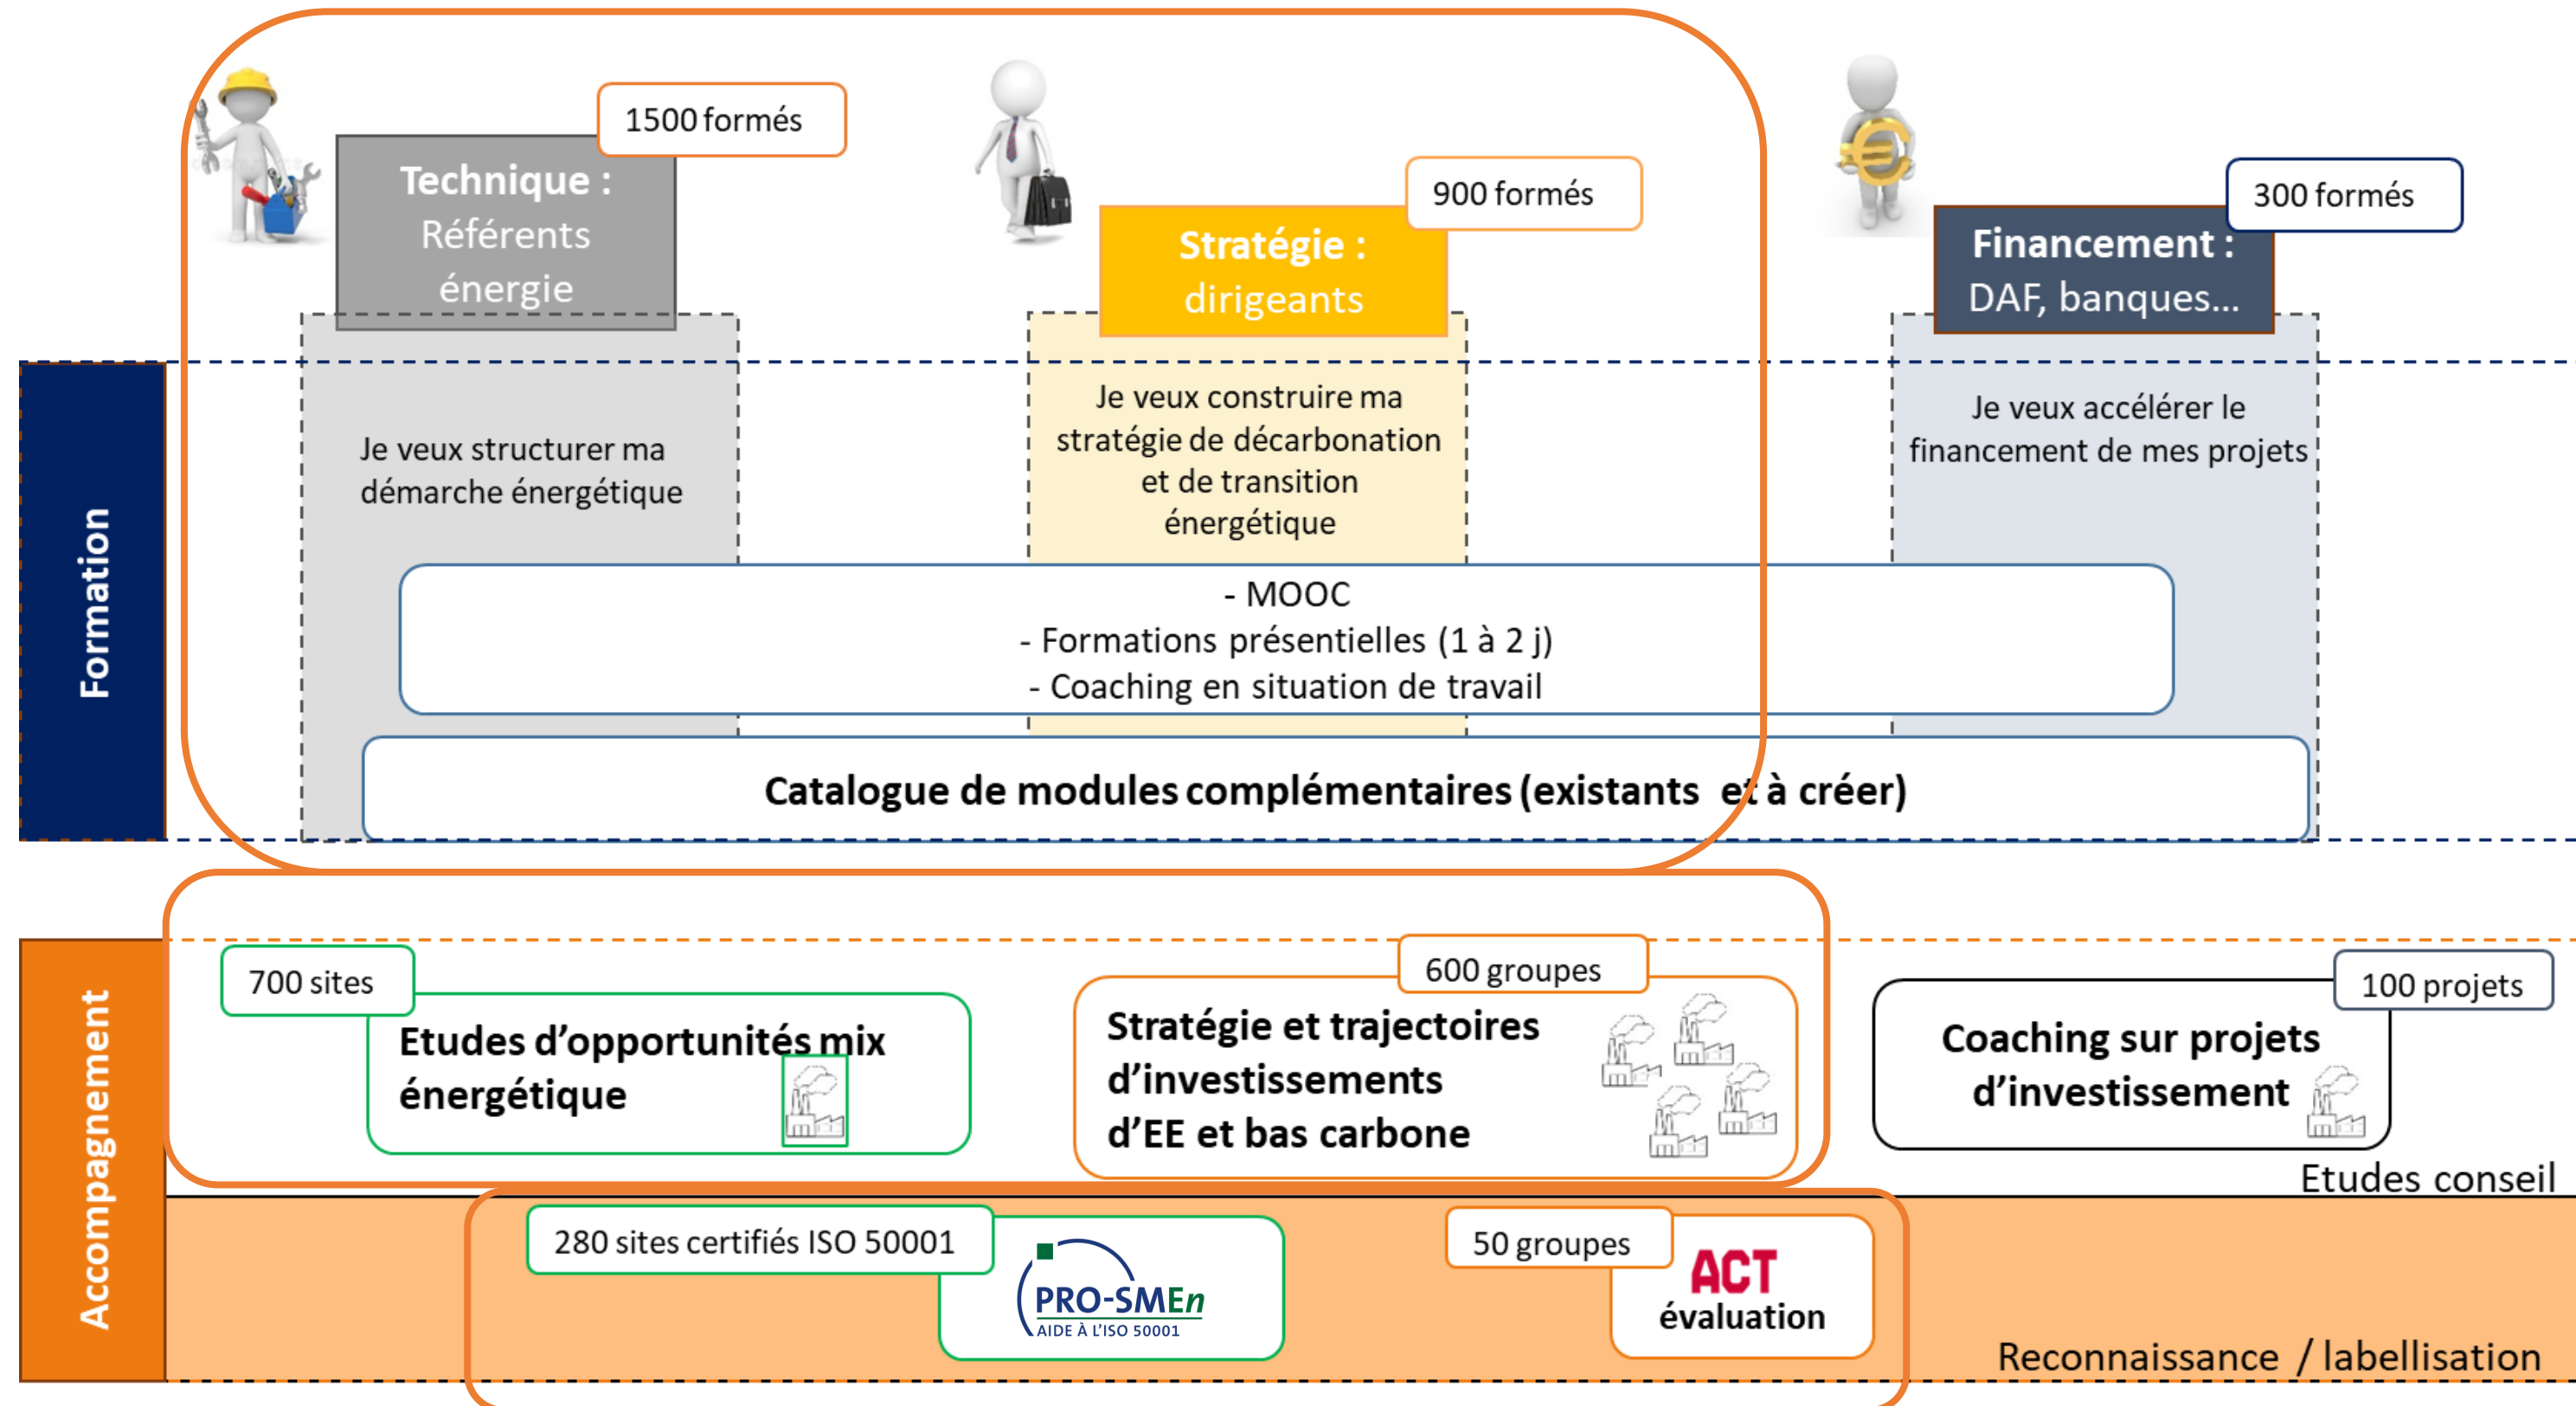 1500 formés
Technique :
Référents
énergie
900 formés
Stratégie :
dirigeants
300 formés
Financement :
DAF, banques...
Formation
Je veux structurer ma
démarche énergétique
Je veux construire ma
stratégie de décarbonation
et de transition
énergétique
Je veux accélérer le
financement de mes projets
- MOOC
- Formations présentielles (1 à 2 j)
- Coaching en situation de travail
Catalogue de modules complémentaires (existants et à créer)
Accompagnement
700 sites
Etudes d’opportunités mix
énergétique
600 groupes
Stratégie et trajectoires
d’investissements
d’EE et bas carbone
100 projets
Coaching sur projets
d’investissement
Etudes conseil
280 sites certifiés ISO 50001
PRO-SMEn
AIDE À L’ISO 50001
50 groupes
ACT
évaluation
Reconnaissance / labellisation